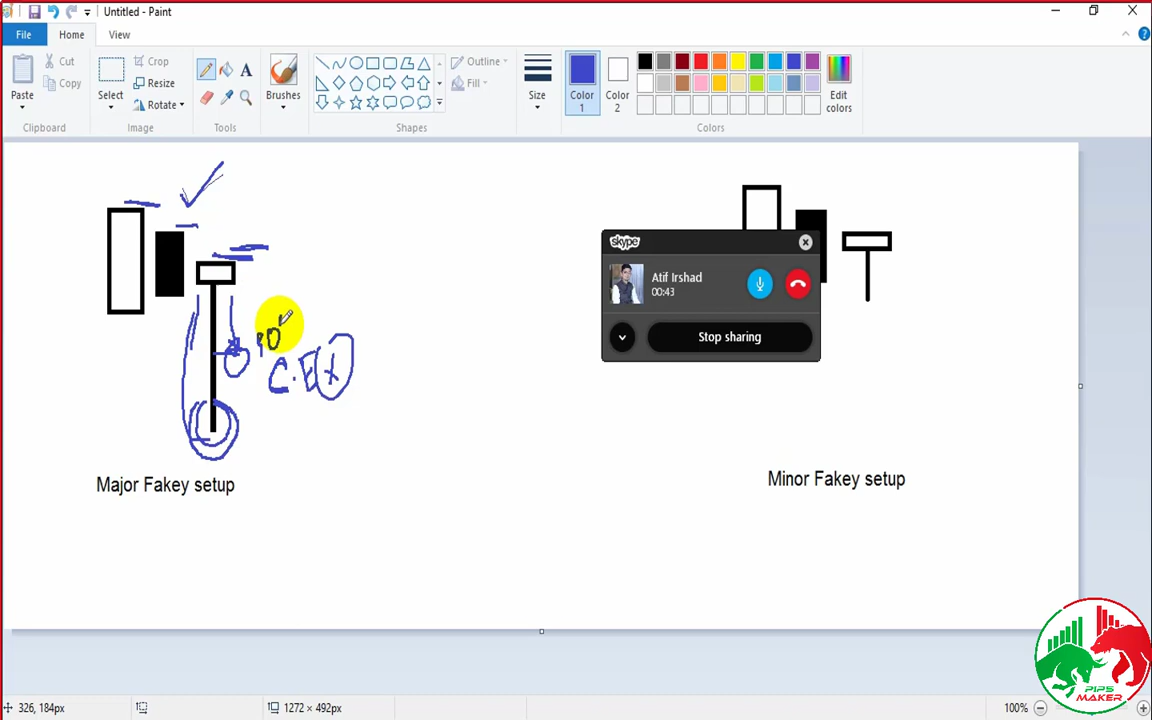 Untitled - Paint
File
Home
View
Paste
Cut
Copy
Clipboard
Select
Crop
Resize
Rotate
Image
A
Tools
Brushes
Outline
Fill
Shapes
Size
Color
1
Color
2
Edit
colors
Colors
skype
Atif Irshad
00:43
Stop sharing
Major Fakey setup
Minor Fakey setup
PIPS
MAKER
326, 184px
1272 × 492px
100%